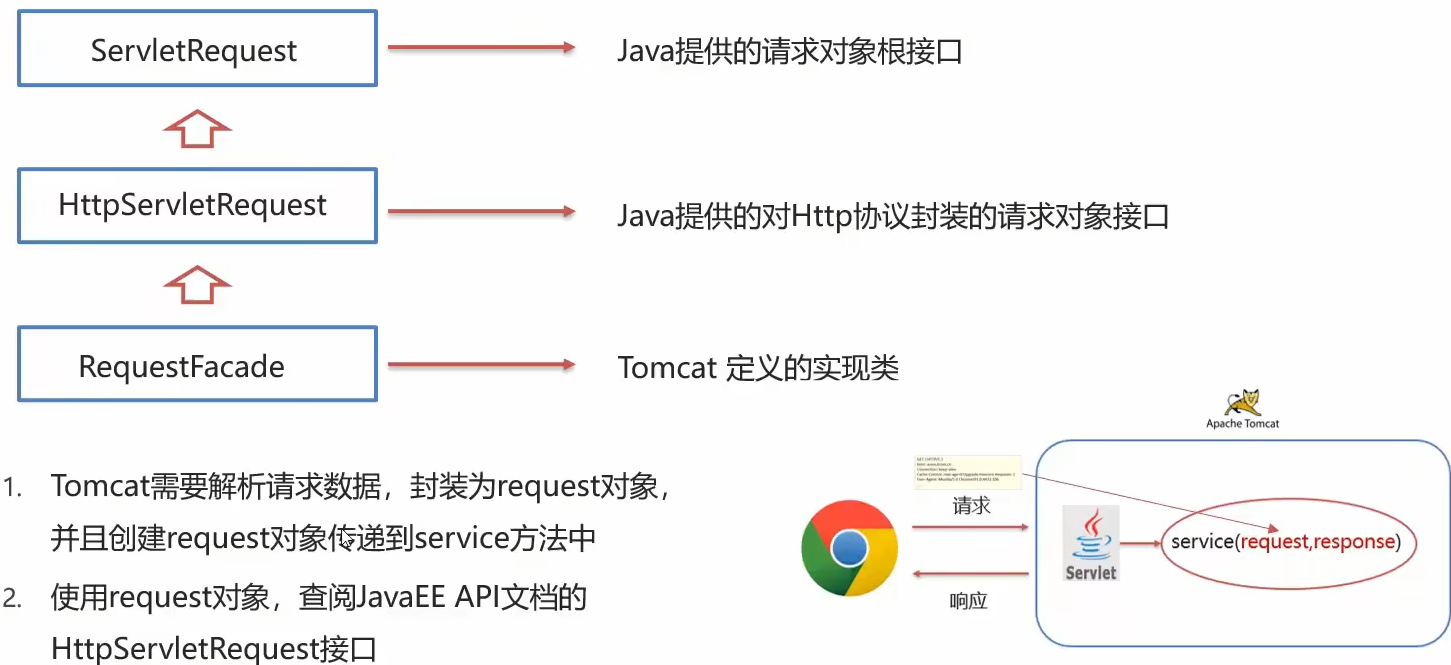 ServletRequest
Java提供的请求对象根接口
HttpServletRequest
Java提供的对Http协议封装的请求对象接口
RequestFacade
Tomcat 定义的实现类
1. Tomcat需要解析请求数据，封装为request对象，
并且创建request对象传递到service方法中
2. 使用request对象，查阅JavaEE API文档的
HttpServletRequest接口
Apache Tomcat
请求
响应
Servlet
service(request,response)